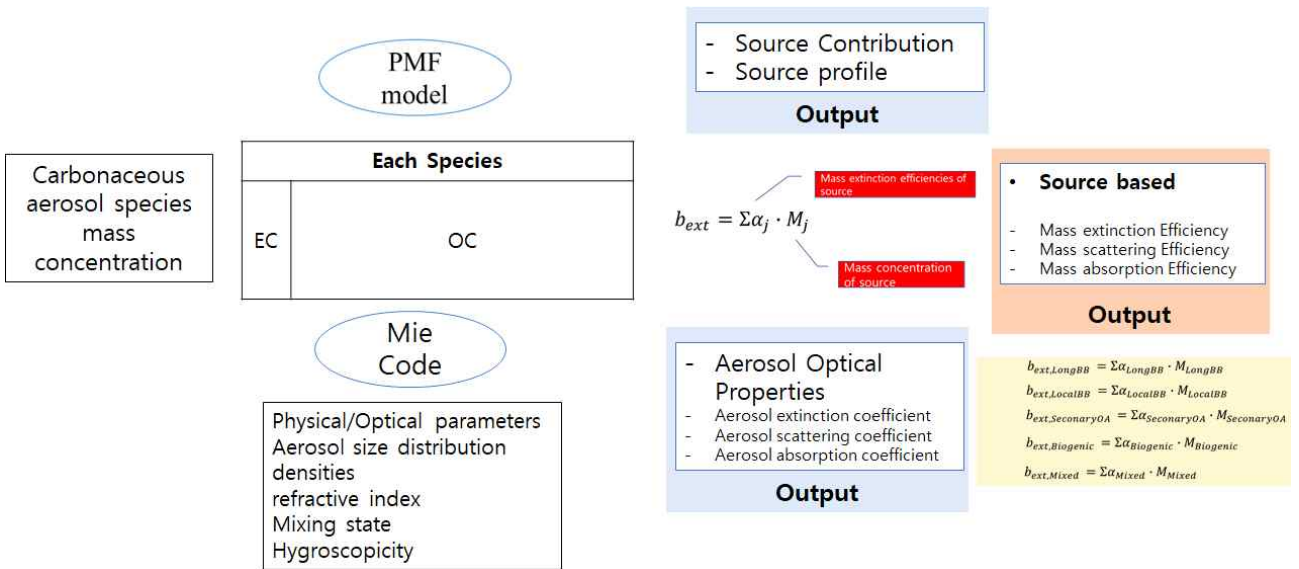 PMF
model
- Source Contribution
- Source profile
Output
Carbonaceous
aerosol species
mass
concentration
Each Species
EC
OC
Mass extinction efficiencies of
source
b_ext = Σα_j · M_j
Mass concentration
of source
• Source based
- Mass extinction Efficiency
- Mass scattering Efficiency
- Mass absorption Efficiency
Output
Mie
Code
Physical/Optical parameters
Aerosol size distribution
densities
refractive index
Mixing state
Hygroscopicity
- Aerosol Optical
Properties
- Aerosol extinction coefficient
- Aerosol scattering coefficient
- Aerosol absorption coefficient
Output
b_ext,LongBB = Σα_LongBB · M_LongBB
b_ext,LocalBB = Σα_LocalBB · M_LocalBB
b_ext,SeconaryOA = Σα_SeconaryOA · M_SeconaryOA
b_ext,Biogenic = Σα_Biogenic · M_Biogenic
b_ext,Mixed = Σα_Mixed · M_Mixed